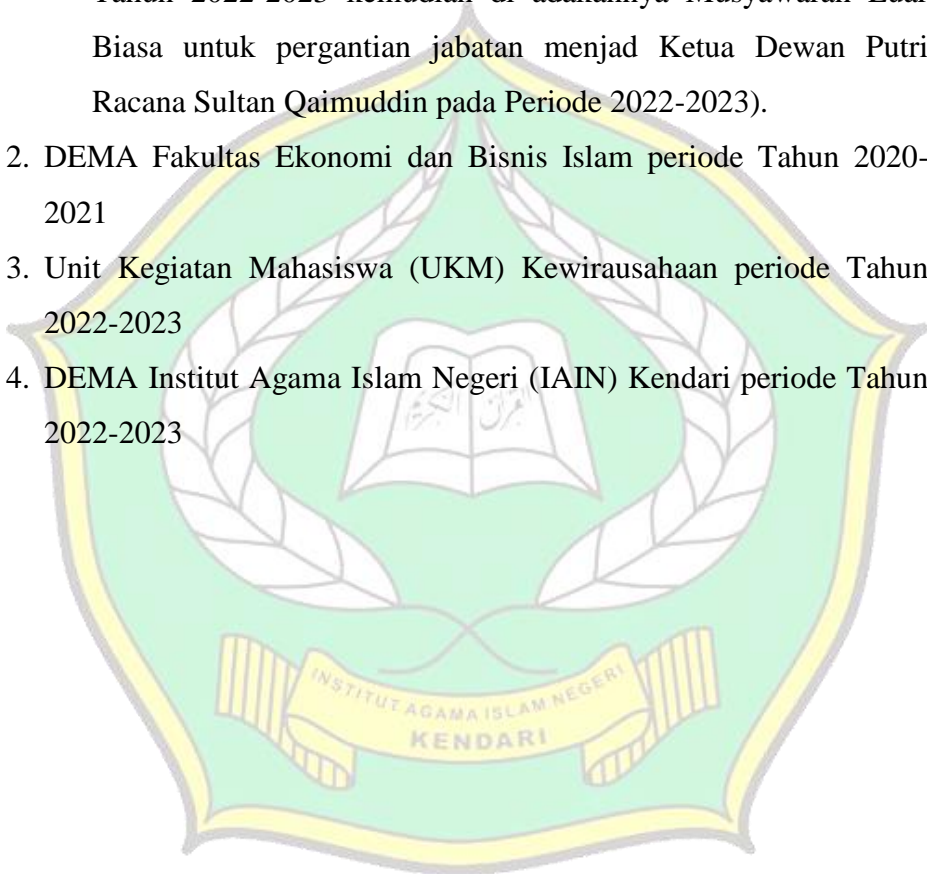 Biasa untuk pergantian jabatan menjad Ketua Dewan Putri
Racana Sultan Qaimuddin pada Periode 2022-2023).
2. DEMA Fakultas Ekonomi dan Bisnis Islam periode Tahun 2020-
2021
3. Unit Kegiatan Mahasiswa (UKM) Kewirausahaan periode Tahun
2022-2023
4. DEMA Institut Agama Islam Negeri (IAIN) Kendari periode Tahun
2022-2023
INSTITUT AGAMA ISLAM NEGERI
KENDARI